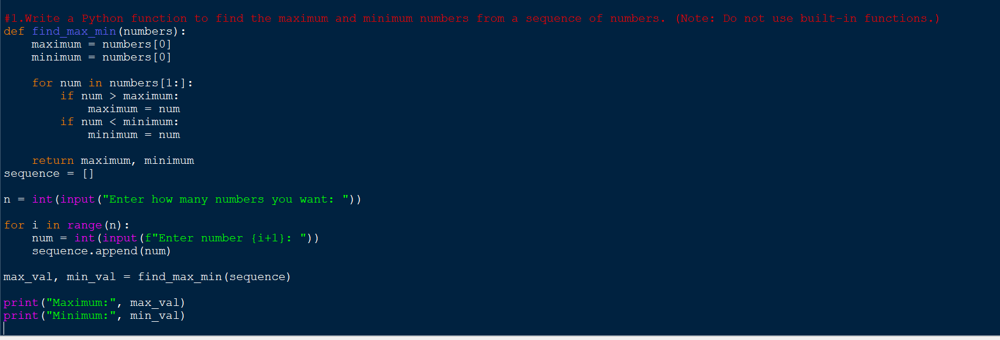 #1.Write a Python function to find the maximum and minimum numbers from a sequence of numbers. (Note: Do not use built-in functions.)
def find_max_min(numbers):
    maximum = numbers[0]
    minimum = numbers[0]

    for num in numbers[1:]:
        if num > maximum:
            maximum = num
        if num < minimum:
            minimum = num

    return maximum, minimum
sequence = []

n = int(input("Enter how many numbers you want: "))

for i in range(n):
    num = int(input(f"Enter number {i+1}: "))
    sequence.append(num)

max_val, min_val = find_max_min(sequence)

print("Maximum:", max_val)
print("Minimum:", min_val)